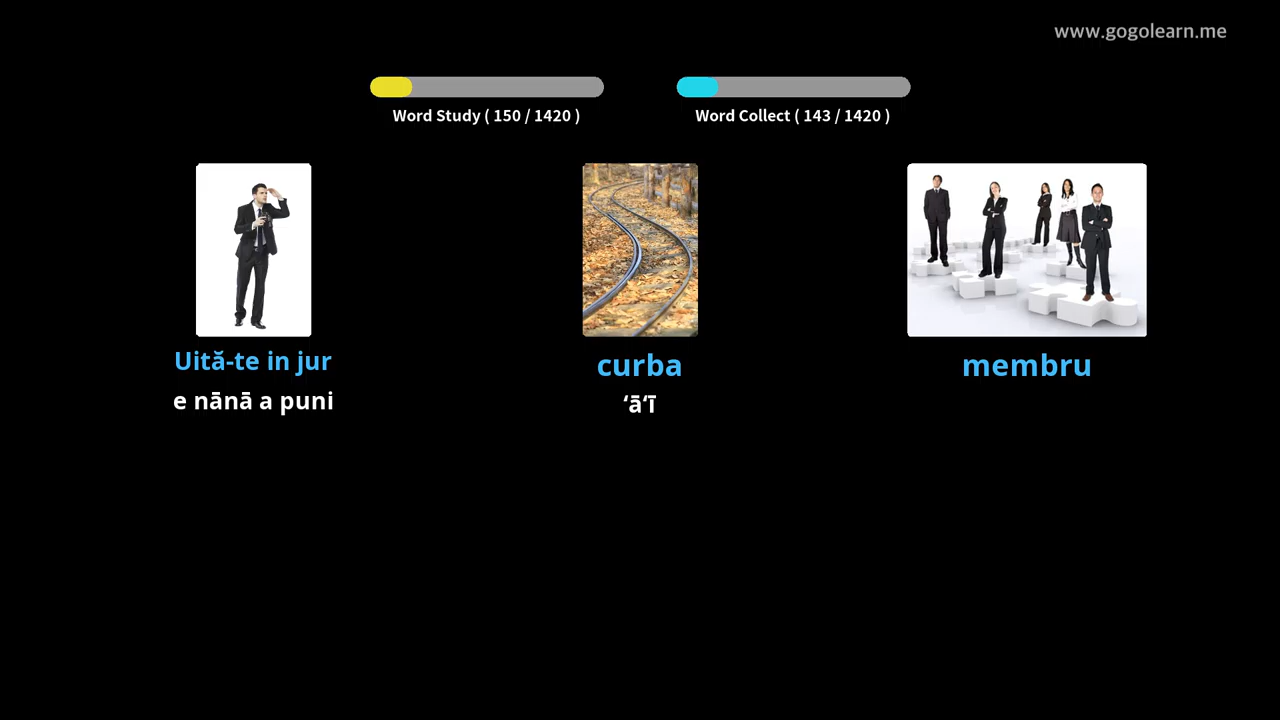 www.gogolearn.me
Word Study ( 150 / 1420 )
Word Collect ( 143 / 1420 )
Uită-te in jur
e nānā a puni
curba
ʻāʻī
membru